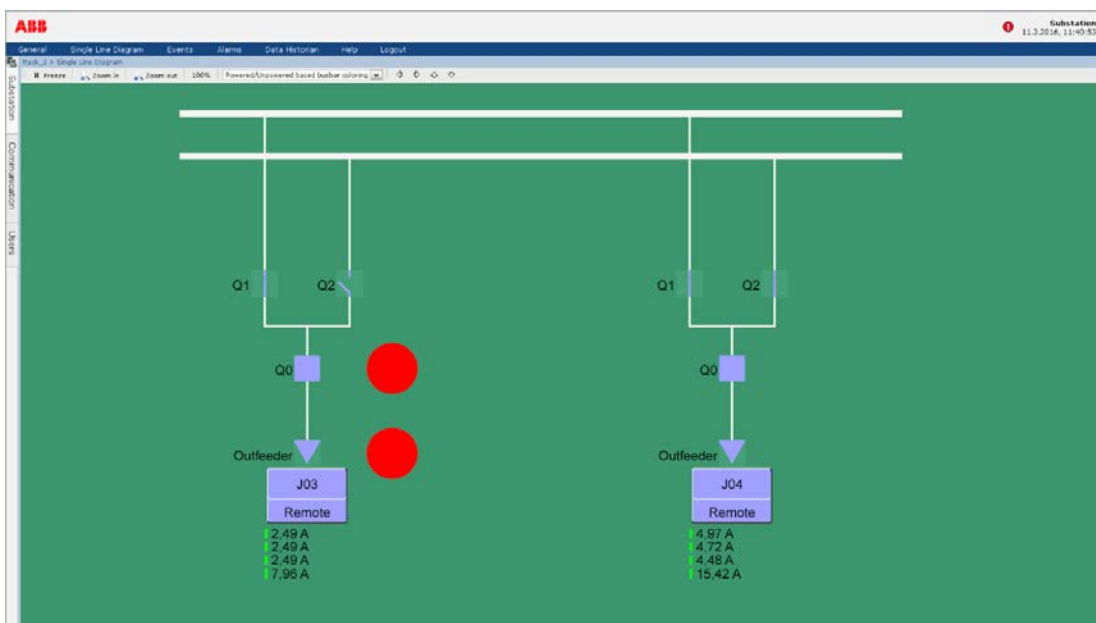 ABB
Substation
11.3.2016, 11:40:53
General Single Line Diagram Events Alarms Data Historian Help Logout
Rack_2 > Single Line Diagram
Freeze Zoom in Zoom out 100% Powered/Unpowered based busbar coloring
Substation
Communication
Users
Q1 Q2 Q1 Q2
Q0 Q0
Outfeeder Outfeeder
J03 J04
Remote Remote
2,49 A 4,97 A
2,49 A 4,72 A
2,49 A 4,48 A
7,96 A 15,42 A